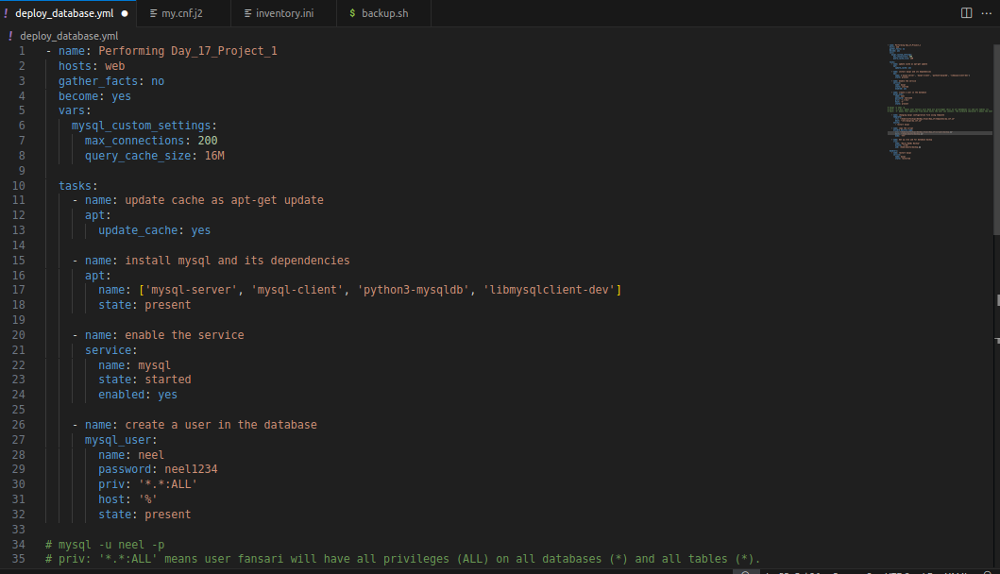 ! deploy_database.yml ● my.cnf.j2 inventory.ini $ backup.sh ...
! deploy_database.yml
1 - name: Performing Day_17_Project_1
2   hosts: web
3   gather_facts: no
4   become: yes
5   vars:
6     mysql_custom_settings:
7       max_connections: 200
8       query_cache_size: 16M
9
10   tasks:
11     - name: update cache as apt-get update
12       apt:
13         update_cache: yes
14
15     - name: install mysql and its dependencies
16       apt:
17         name: ['mysql-server', 'mysql-client', 'python3-mysqldb', 'libmysqlclient-dev']
18         state: present
19
20     - name: enable the service
21       service:
22         name: mysql
23         state: started
24         enabled: yes
25
26     - name: create a user in the database
27       mysql_user:
28         name: neel
29         password: neel1234
30         priv: '*.*:ALL'
31         host: '%'
32         state: present
33
34 # mysql -u neel -p
35 # priv: '*.*:ALL' means user fansari will have all privileges (ALL) on all databases (*) and all tables (*).